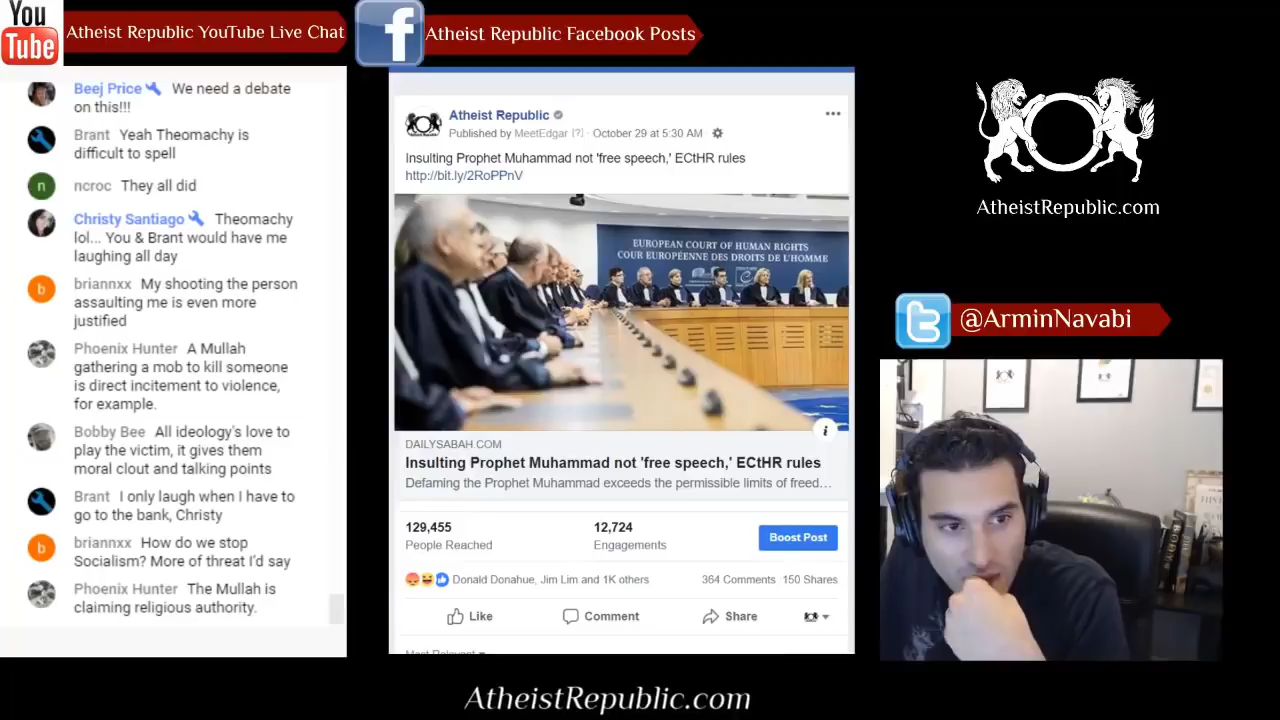 You
Tube
Atheist Republic YouTube Live Chat
f
Atheist Republic Facebook Posts
Beej Price We need a debate
on this!!!
Brant Yeah Theomachy is
difficult to spell
n
ncroc They all did
Christy Santiago Theomachy
lol... You & Brant would have me
laughing all day
b
briannxx My shooting the person
assaulting me is even more
justified
Phoenix Hunter A Mullah
gathering a mob to kill someone
is direct incitement to violence,
for example.
Bobby Bee All ideology's love to
play the victim, it gives them
moral clout and talking points
Brant I only laugh when I have to
go to the bank, Christy
b
briannxx How do we stop
Socialism? More of threat I'd say
Phoenix Hunter The Mullah is
claiming religious authority.
Atheist Republic
Published by MeetEdgar [?] · October 29 at 5:30 AM ·
Insulting Prophet Muhammad not 'free speech,' ECtHR rules
http://bit.ly/2RoPPnV
EUROPEAN COURT OF HUMAN RIGHTS
COUR EUROPÉENNE DES DROITS DE L'HOMME
i
DAILYSABAH.COM
Insulting Prophet Muhammad not 'free speech,' ECtHR rules
Defaming the Prophet Muhammad exceeds the permissible limits of freed...
129,455
People Reached
12,724
Engagements
Boost Post
Donald Donahue, Jim Lim and 1K others
364 Comments 150 Shares
Like
Comment
Share
AtheistRepublic.com
t
@ArminNavabi
AtheistRepublic.com